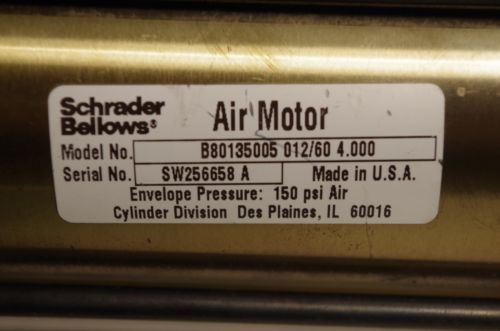 Schrader Bellows® Air Motor
Model No. B80135005 012/60 4.000
Serial No. SW256658 A Made in U.S.A.
Envelope Pressure: 150 psi Air
Cylinder Division Des Plaines, IL 60016